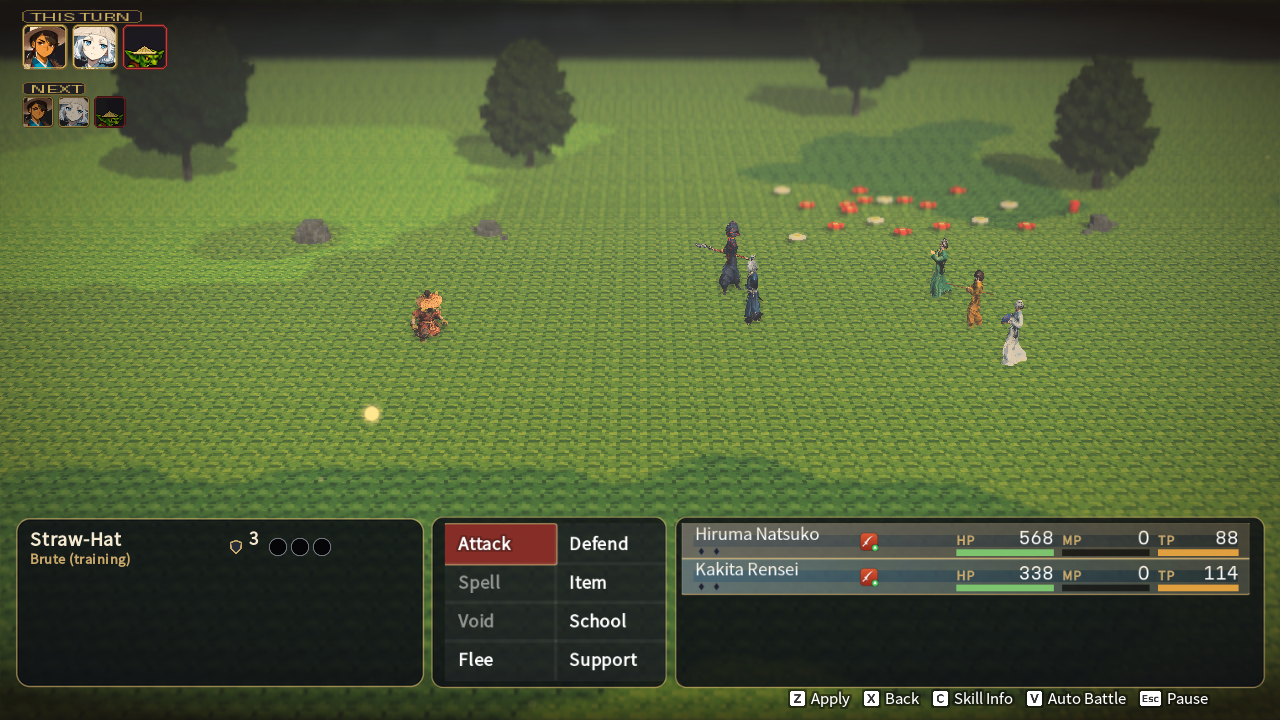 THIS TURN
NEXT
Straw-Hat
3
Brute (training)
Attack
Defend
Spell
Item
Void
School
Flee
Support
Hiruma Natsuko HP 568 MP 0 TP 88
Kakita Rensei HP 338 MP 0 TP 114
Z Apply X Back C Skill Info V Auto Battle Esc Pause